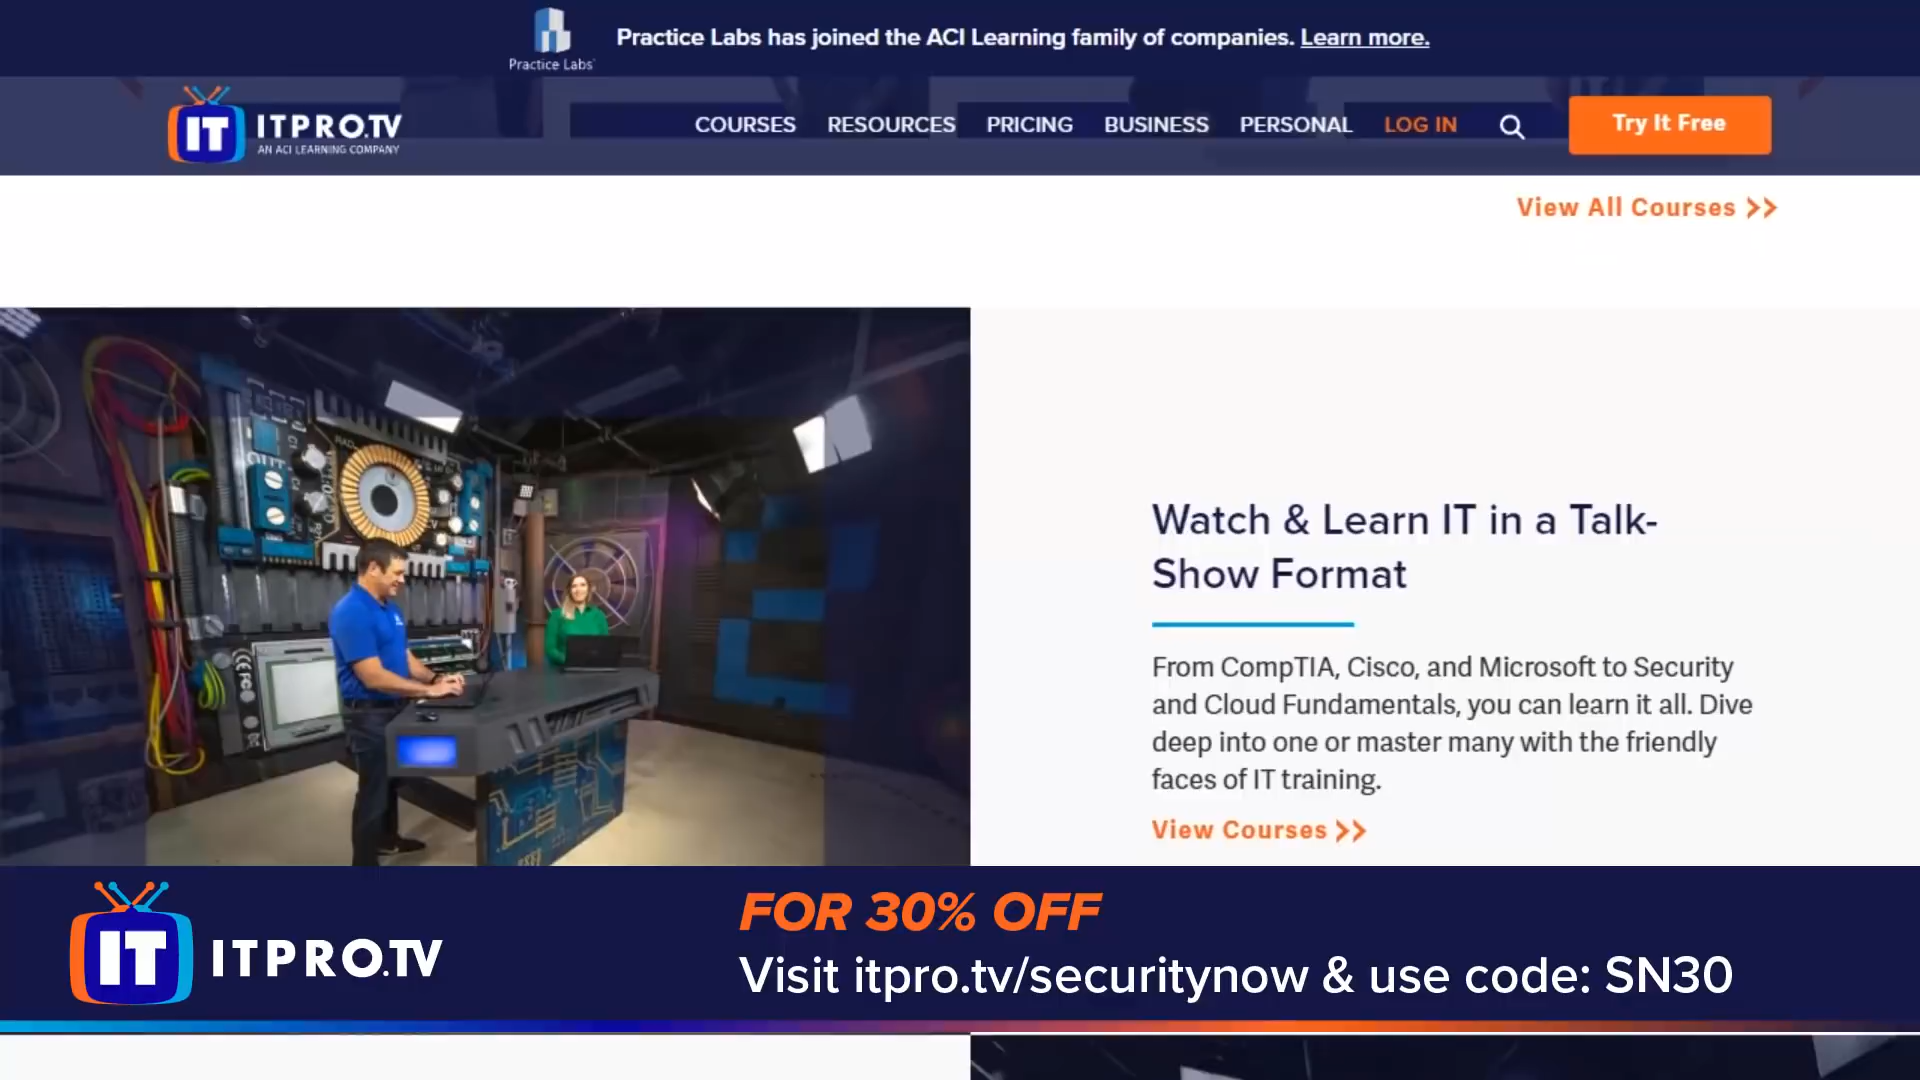 Practice Labs has joined the ACI Learning family of companies. Learn more.
Practice Labs
IT ITPRO.TV
AN ACI LEARNING COMPANY
COURSES RESOURCES PRICING BUSINESS PERSONAL LOG IN
Try It Free
View All Courses >>
Watch & Learn IT in a Talk-
Show Format
From CompTIA, Cisco, and Microsoft to Security
and Cloud Fundamentals, you can learn it all. Dive
deep into one or master many with the friendly
faces of IT training.
View Courses >>
IT ITPRO.TV
FOR 30% OFF
Visit itpro.tv/securitynow & use code: SN30